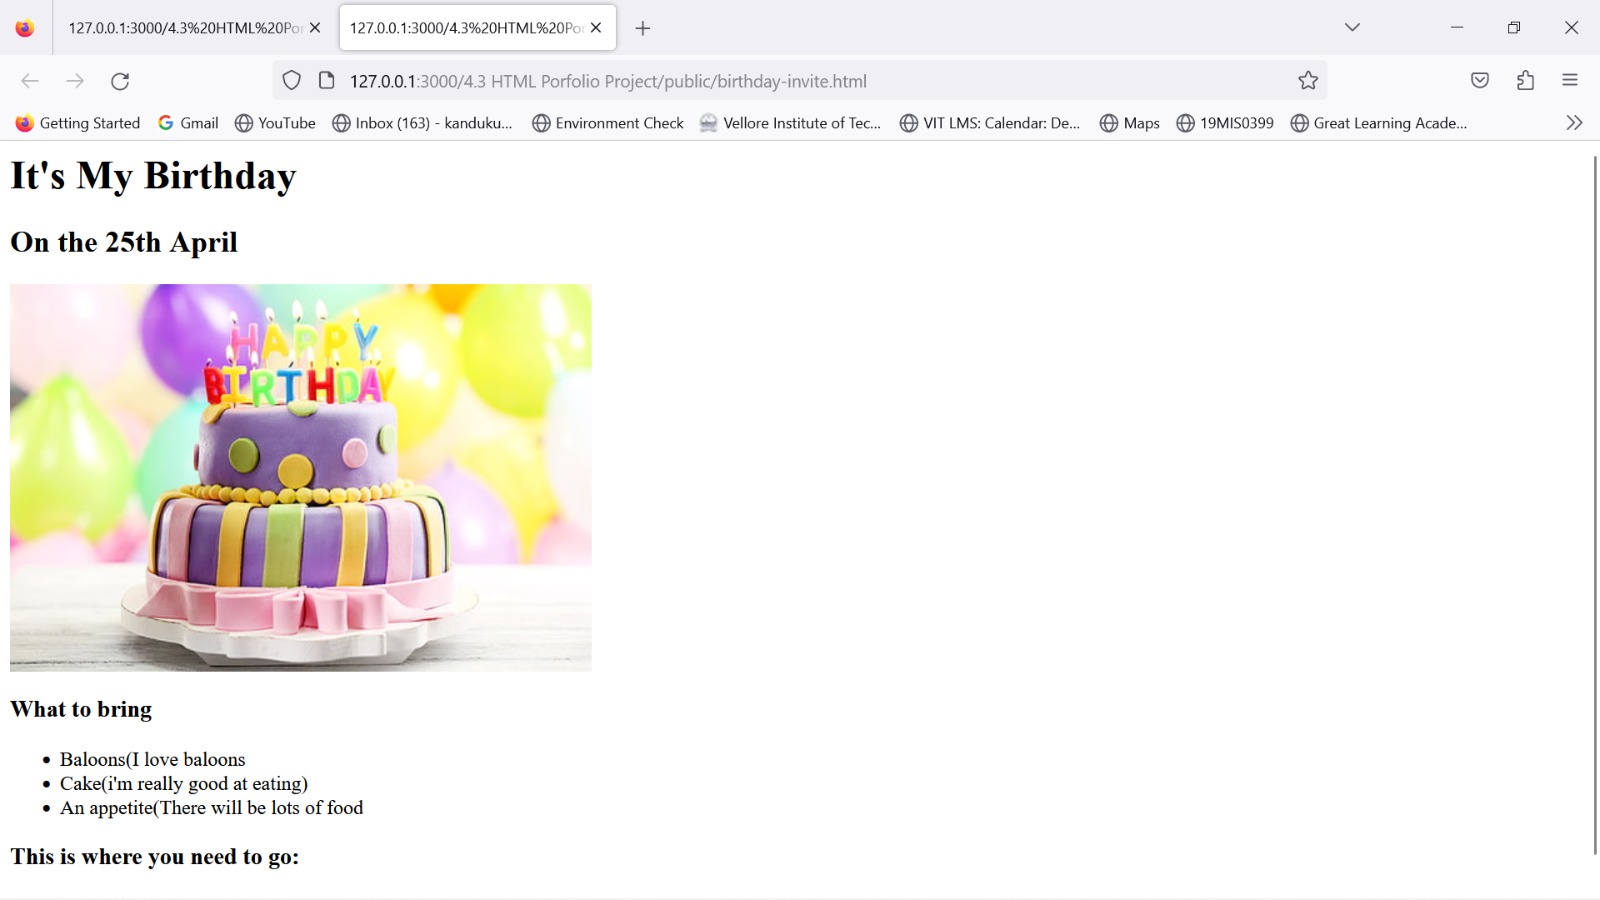 127.0.0.1:3000/4.3%20HTML%20Por
127.0.0.1:3000/4.3%20HTML%20Por
127.0.0.1:3000/4.3 HTML Porfolio Project/public/birthday-invite.html
Getting Started Gmail YouTube Inbox (163) - kanduku... Environment Check Vellore Institute of Tec... VIT LMS: Calendar: De... Maps 19MIS0399 Great Learning Acade...
It's My Birthday
On the 25th April
HAPPY
BIRTHDAY
What to bring
Baloons(I love baloons
Cake(i'm really good at eating)
An appetite(There will be lots of food
This is where you need to go: